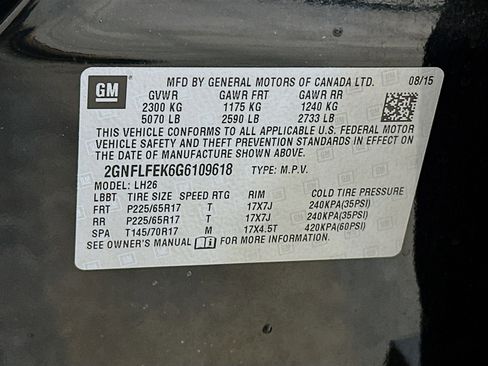 GM
MFD BY GENERAL MOTORS OF CANADA LTD. 08/15
GVWR GAWR FRT GAWR RR
2300 KG 1175 KG 1240 KG
5070 LB 2590 LB 2733 LB
THIS VEHICLE CONFORMS TO ALL APPLICABLE U.S. FEDERAL MOTOR
VEHICLE SAFETY AND THEFT PREVENTION STANDARDS IN EFFECT ON
THE DATE OF MANUFACTURE SHOWN ABOVE.
2GNFLFEK6G6109618 TYPE: M.P.V.
MODEL: LH26
LBBT TIRE SIZE SPEED RTG RIM COLD TIRE PRESSURE
FRT P225/65R17 T 17X7J 240KPA(35PSI)
RR P225/65R17 T 17X7J 240KPA(35PSI)
SPA T145/70R17 M 17X4.5T 420KPA(60PSI)
SEE OWNER'S MANUAL FOR MORE INFORMATION.